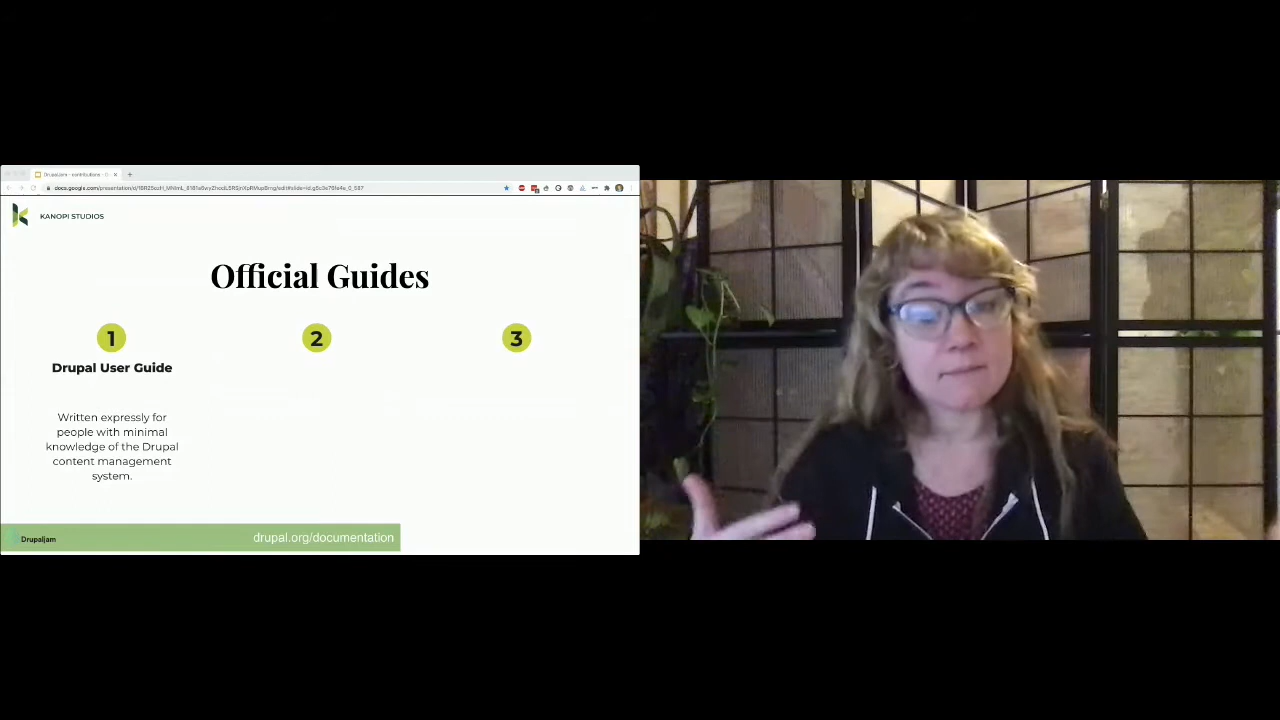 KANOPI STUDIOS
Official Guides
1
2
3
Drupal User Guide
Written expressly for
people with minimal
knowledge of the Drupal
content management
system.
Drupaljam
drupal.org/documentation